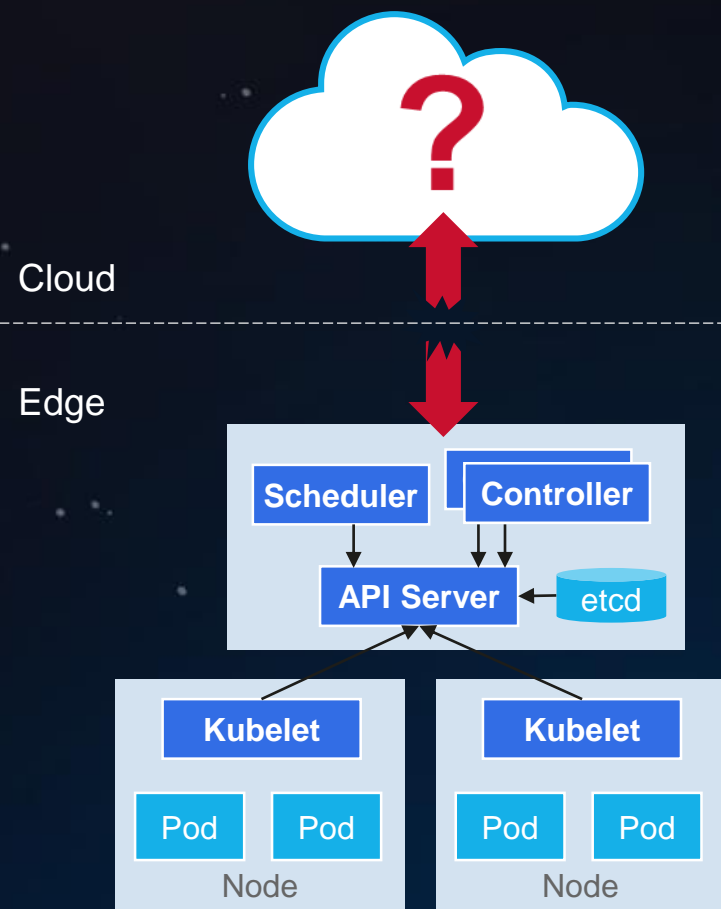 ?
Cloud
Edge
Scheduler
Controller
API Server
etcd
Kubelet
Kubelet
Pod
Pod
Pod
Pod
Node
Node